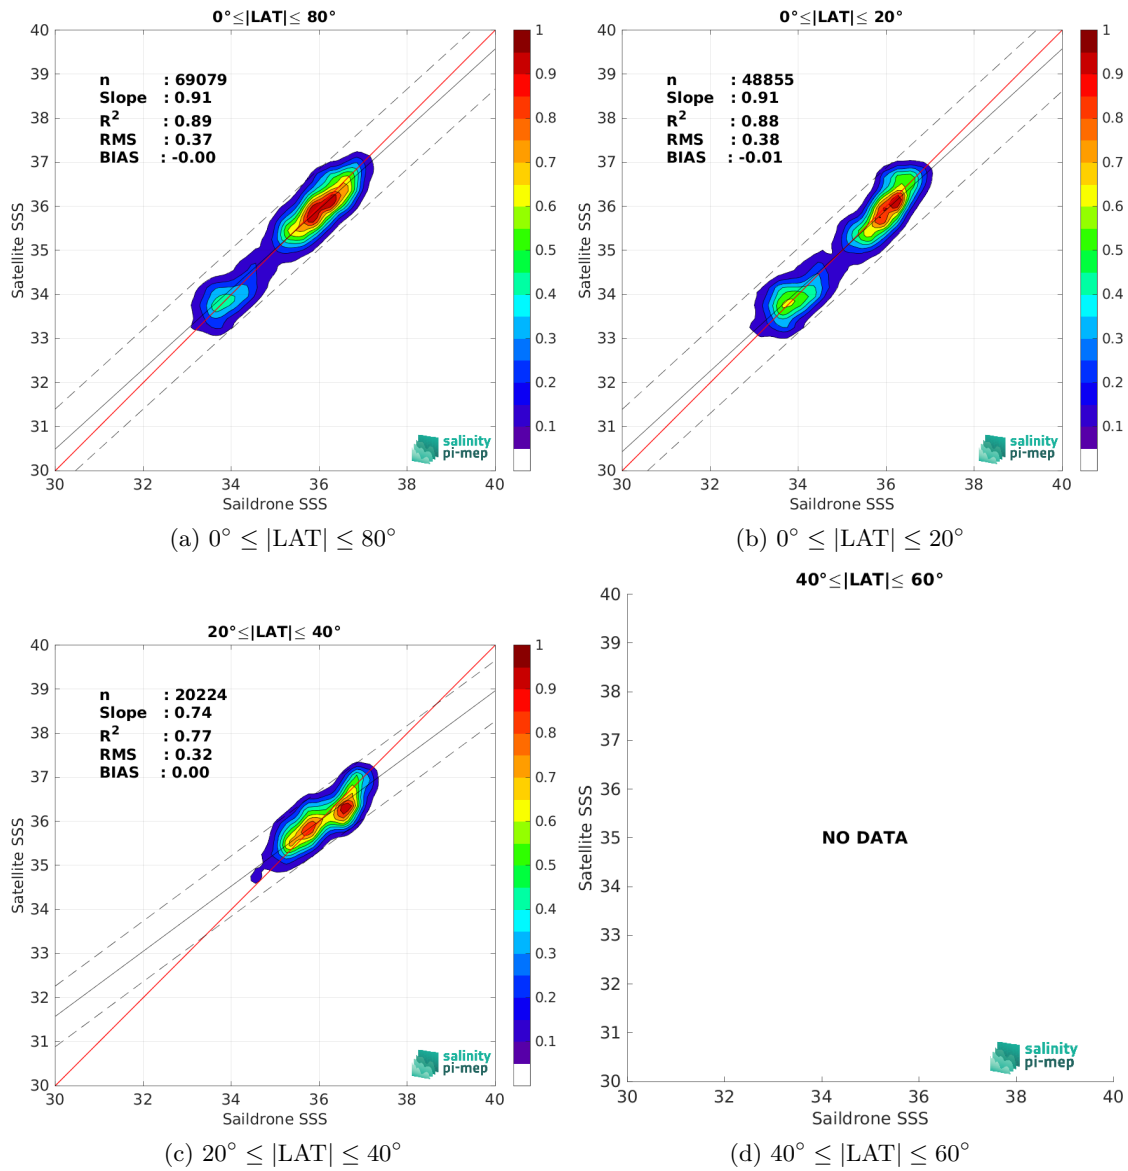 0°≤|LAT|≤ 80°
40
39
38
37
36
35
34
33
32
31
30
Satellite SSS
n : 69079
Slope : 0.91
R2 : 0.89
RMS : 0.37
BIAS : -0.00
salinity
pi-mep
30 32 34 36 38 40
Saildrone SSS
1
0.9
0.8
0.7
0.6
0.5
0.4
0.3
0.2
0.1
(a) 0° ≤ |LAT| ≤ 80°
0°≤|LAT|≤ 20°
40
39
38
37
36
35
34
33
32
31
30
Satellite SSS
n : 48855
Slope : 0.91
R2 : 0.88
RMS : 0.38
BIAS : -0.01
salinity
pi-mep
30 32 34 36 38 40
Saildrone SSS
1
0.9
0.8
0.7
0.6
0.5
0.4
0.3
0.2
0.1
(b) 0° ≤ |LAT| ≤ 20°
20°≤|LAT|≤ 40°
40
39
38
37
36
35
34
33
32
31
30
Satellite SSS
n : 20224
Slope : 0.74
R2 : 0.77
RMS : 0.32
BIAS : 0.00
salinity
pi-mep
30 32 34 36 38 40
Saildrone SSS
1
0.9
0.8
0.7
0.6
0.5
0.4
0.3
0.2
0.1
(c) 20° ≤ |LAT| ≤ 40°
40°≤|LAT|≤ 60°
40
39
38
37
36
35
34
33
32
31
30
Satellite SSS
NO DATA
salinity
pi-mep
30 32 34 36 38 40
Saildrone SSS
(d) 40° ≤ |LAT| ≤ 60°